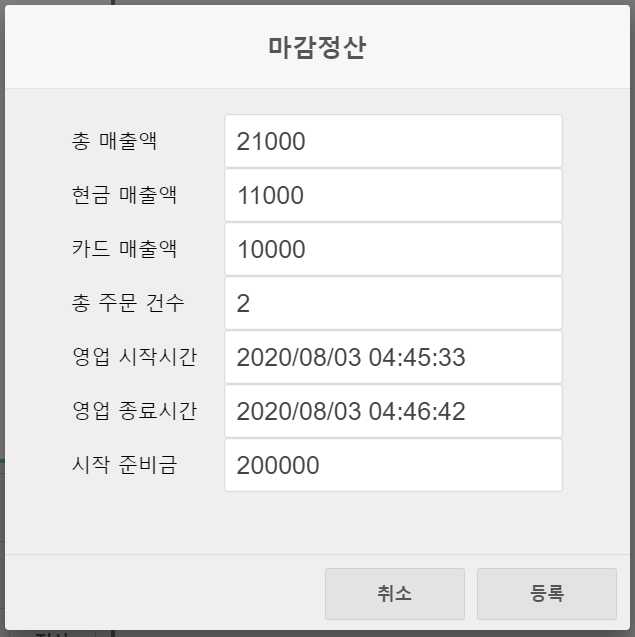 마감정산
총 매출액 21000
현금 매출액 11000
카드 매출액 10000
총 주문 건수 2
영업 시작시간 2020/08/03 04:45:33
영업 종료시간 2020/08/03 04:46:42
시작 준비금 200000
취소 등록